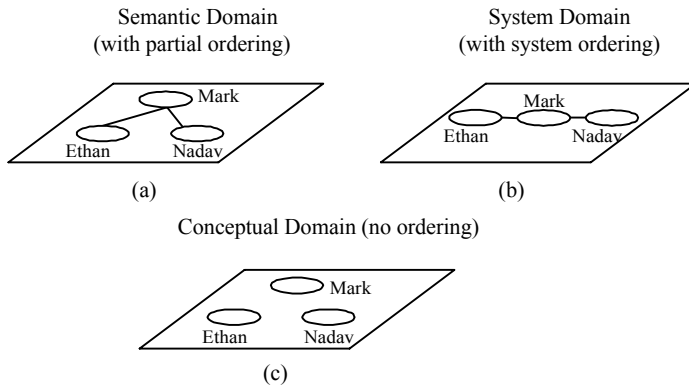 Semantic Domain
(with partial ordering)
Mark
Ethan
Nadav
(a)
System Domain
(with system ordering)
Mark
Ethan
Nadav
(b)
Conceptual Domain (no ordering)
Mark
Ethan
Nadav
(c)